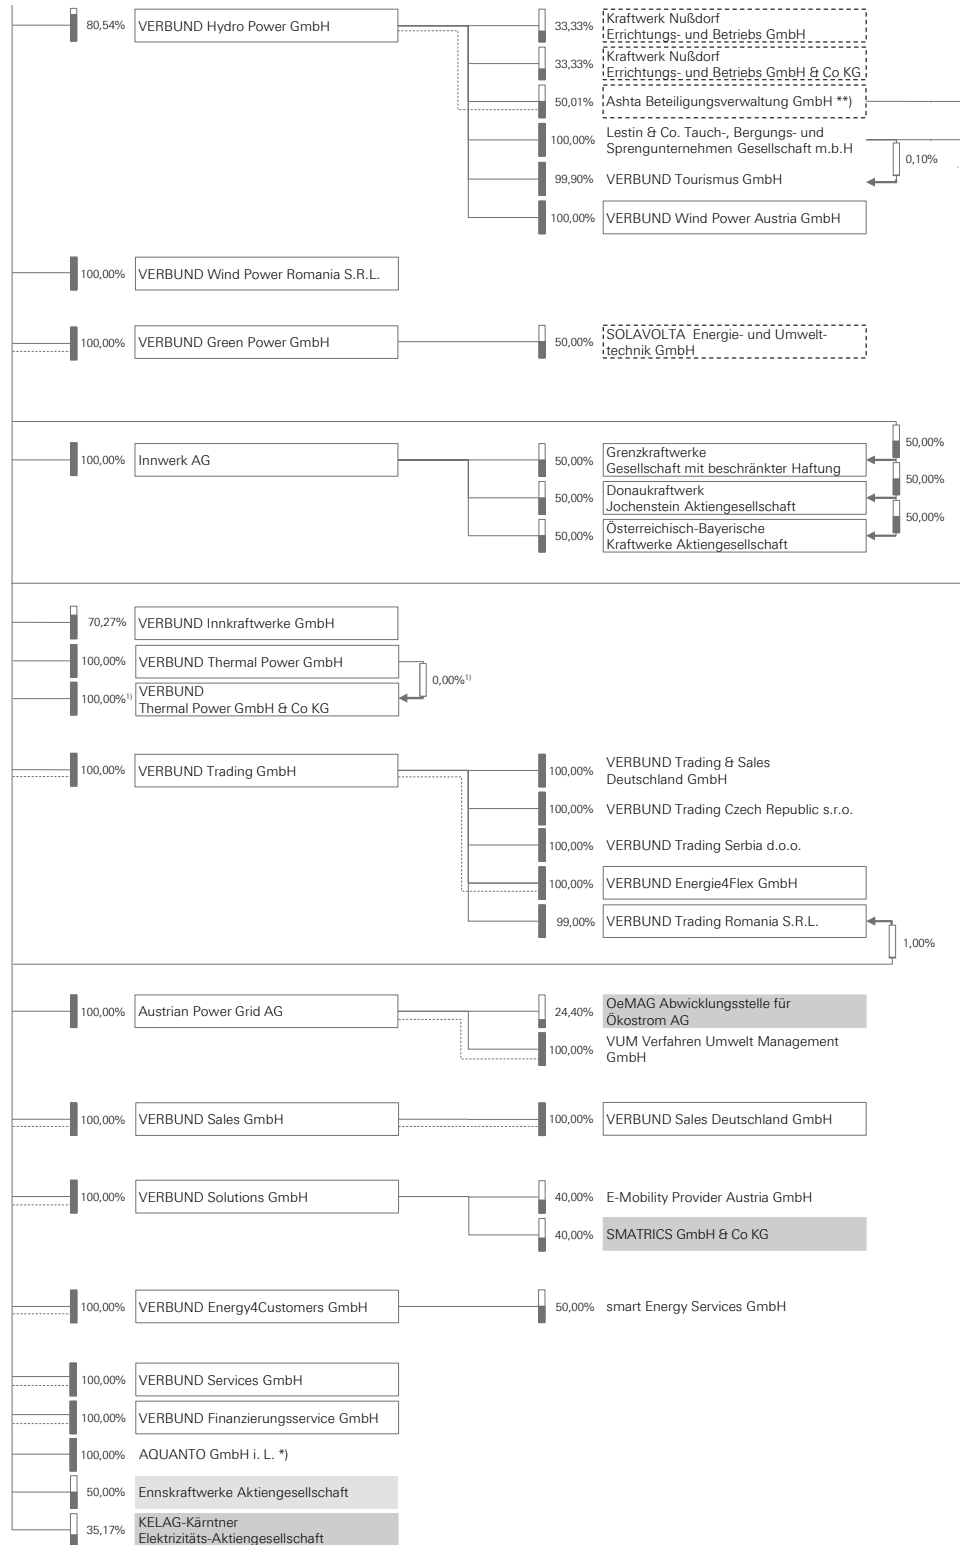 80,54% VERBUND Hydro Power GmbH
33,33% Kraftwerk Nußdorf
Errichtungs- und Betriebs GmbH
33,33% Kraftwerk Nußdorf
Errichtungs- und Betriebs GmbH & Co KG
50,01% Ashta Beteiligungsverwaltung GmbH **)
100,00% Lestin & Co. Tauch-, Bergungs- und
Sprengunternehmen Gesellschaft m.b.H
0,10%
99,90% VERBUND Tourismus GmbH
100,00% VERBUND Wind Power Austria GmbH
100,00% VERBUND Wind Power Romania S.R.L.
100,00% VERBUND Green Power GmbH
50,00% SOLAVOLTA Energie- und Umwelt-
technik GmbH
50,00%
100,00% Innwerk AG
50,00% Grenzkraftwerke
Gesellschaft mit beschränkter Haftung
50,00%
50,00% Donaukraftwerk
Jochenstein Aktiengesellschaft
50,00%
50,00% Österreichisch-Bayerische
Kraftwerke Aktiengesellschaft
70,27% VERBUND Innkraftwerke GmbH
100,00% VERBUND Thermal Power GmbH
0,00%1)
100,00%1) VERBUND
Thermal Power GmbH & Co KG
100,00% VERBUND Trading GmbH
100,00% VERBUND Trading & Sales
Deutschland GmbH
100,00% VERBUND Trading Czech Republic s.r.o.
100,00% VERBUND Trading Serbia d.o.o.
100,00% VERBUND Energie4Flex GmbH
99,00% VERBUND Trading Romania S.R.L.
1,00%
100,00% Austrian Power Grid AG
24,40% OeMAG Abwicklungsstelle für
Ökostrom AG
100,00% VUM Verfahren Umwelt Management
GmbH
100,00% VERBUND Sales GmbH
100,00% VERBUND Sales Deutschland GmbH
100,00% VERBUND Solutions GmbH
40,00% E-Mobility Provider Austria GmbH
40,00% SMATRICS GmbH & Co KG
100,00% VERBUND Energy4Customers GmbH
50,00% smart Energy Services GmbH
100,00% VERBUND Services GmbH
100,00% VERBUND Finanzierungsservice GmbH
100,00% AQUANTO GmbH i. L. *)
50,00% Ennskraftwerke Aktiengesellschaft
35,17% KELAG-Kärntner
Elektrizitäts-Aktiengesellschaft